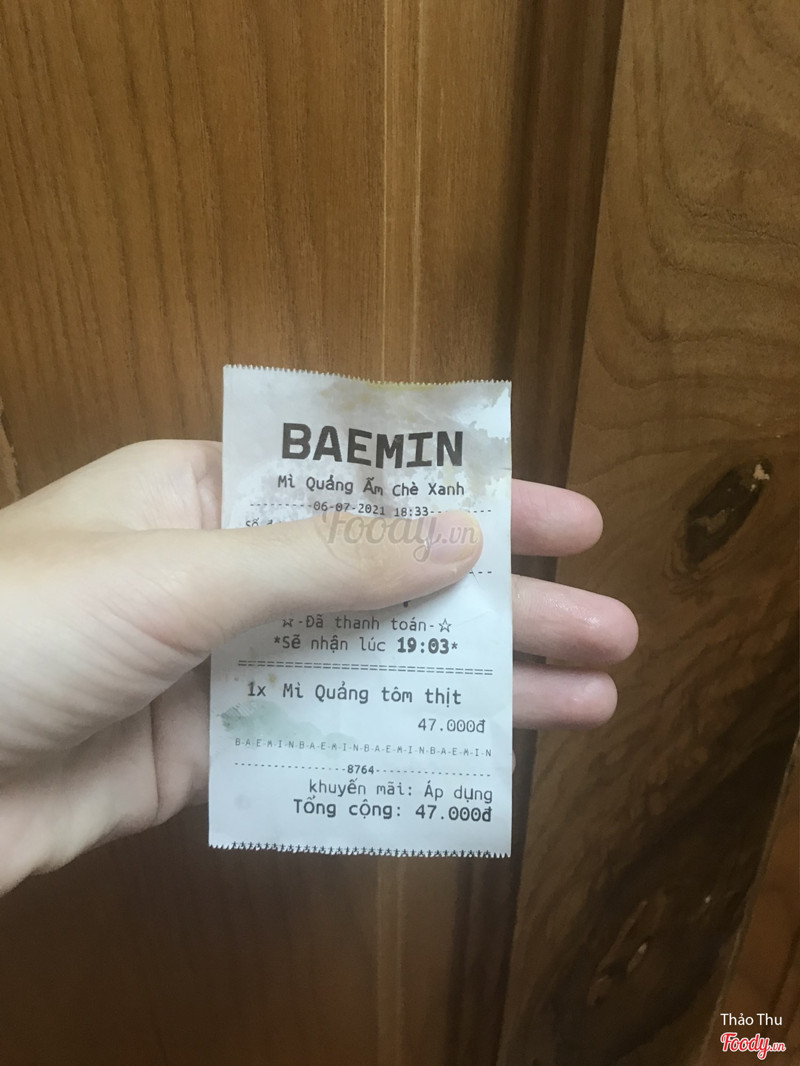 BAEMIN
Mì Quảng Ấm Chè Xanh
06-07-2021 18:33
Foody.vn
Số
☆-Đã thanh toán-☆
*Sẽ nhận lúc 19:03*
1x Mì Quảng tôm thịt
47.000đ
B-A-E-M-I-N-B-A-E-M-I-N-B-A-E-M-I-N-B-A-E-M-I-N
8764
khuyến mãi: Áp dụng
Tổng cộng: 47.000đ
Thảo Thu
Foody.vn